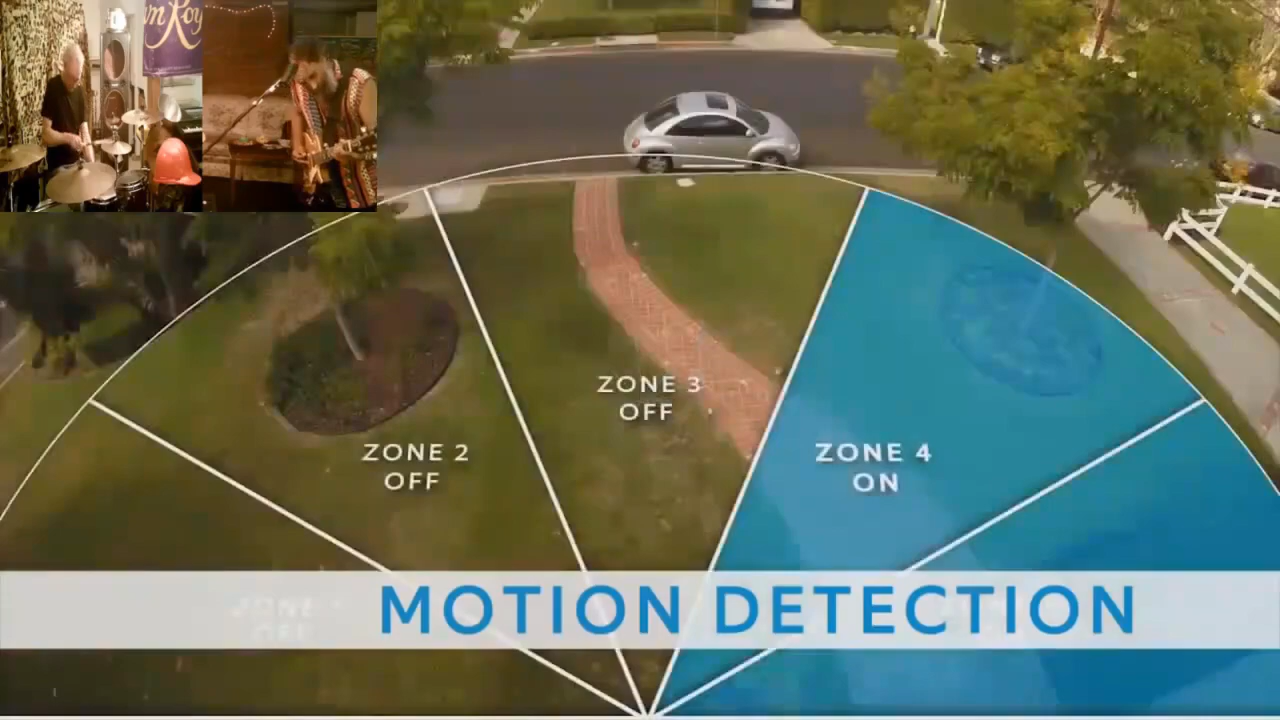 ZONE 2
OFF
ZONE 3
OFF
ZONE 4
ON
MOTION DETECTION